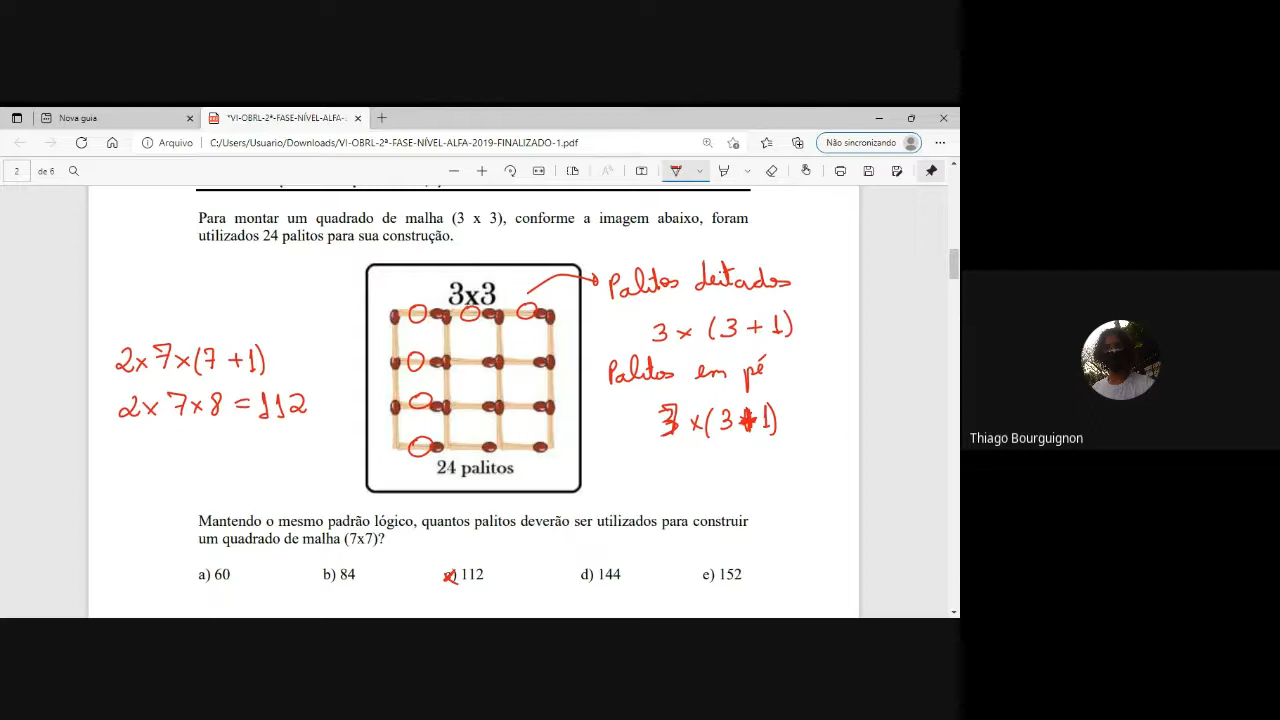 Nova guia
*VI-OBRL-2ª-FASE-NÍVEL-ALFA-
Arquivo
C:/Users/Usuario/Downloads/VI-OBRL-2ª-FASE-NÍVEL-ALFA-2019-FINALIZADO-1.pdf
Não sincronizando
2
de 6
Para montar um quadrado de malha (3 x 3), conforme a imagem abaixo, foram
utilizados 24 palitos para sua construção.
3x3
24 palitos
Palitos deitados
3 x (3 + 1)
Palitos em pé
3 x (3 + 1)
2 x 7 x (7 + 1)
2 x 7 x 8 = 112
Mantendo o mesmo padrão lógico, quantos palitos deverão ser utilizados para construir
um quadrado de malha (7x7)?
a) 60 b) 84 c) 112 d) 144 e) 152
Thiago Bourguignon